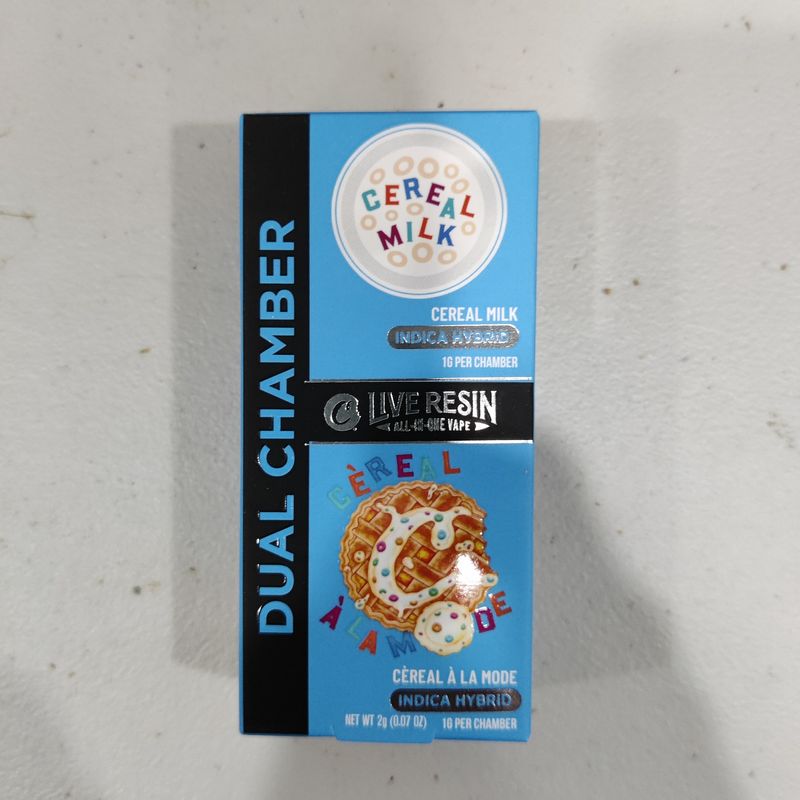 DUAL CHAMBER
CEREAL
MILK
CEREAL MILK
INDICA HYBRID
1G PER CHAMBER
LIVE RESIN
ALL-IN-ONE VAPE
CÈREAL
À LA MODE
CÈREAL À LA MODE
INDICA HYBRID
NET WT 2g (0.07 OZ) 1G PER CHAMBER